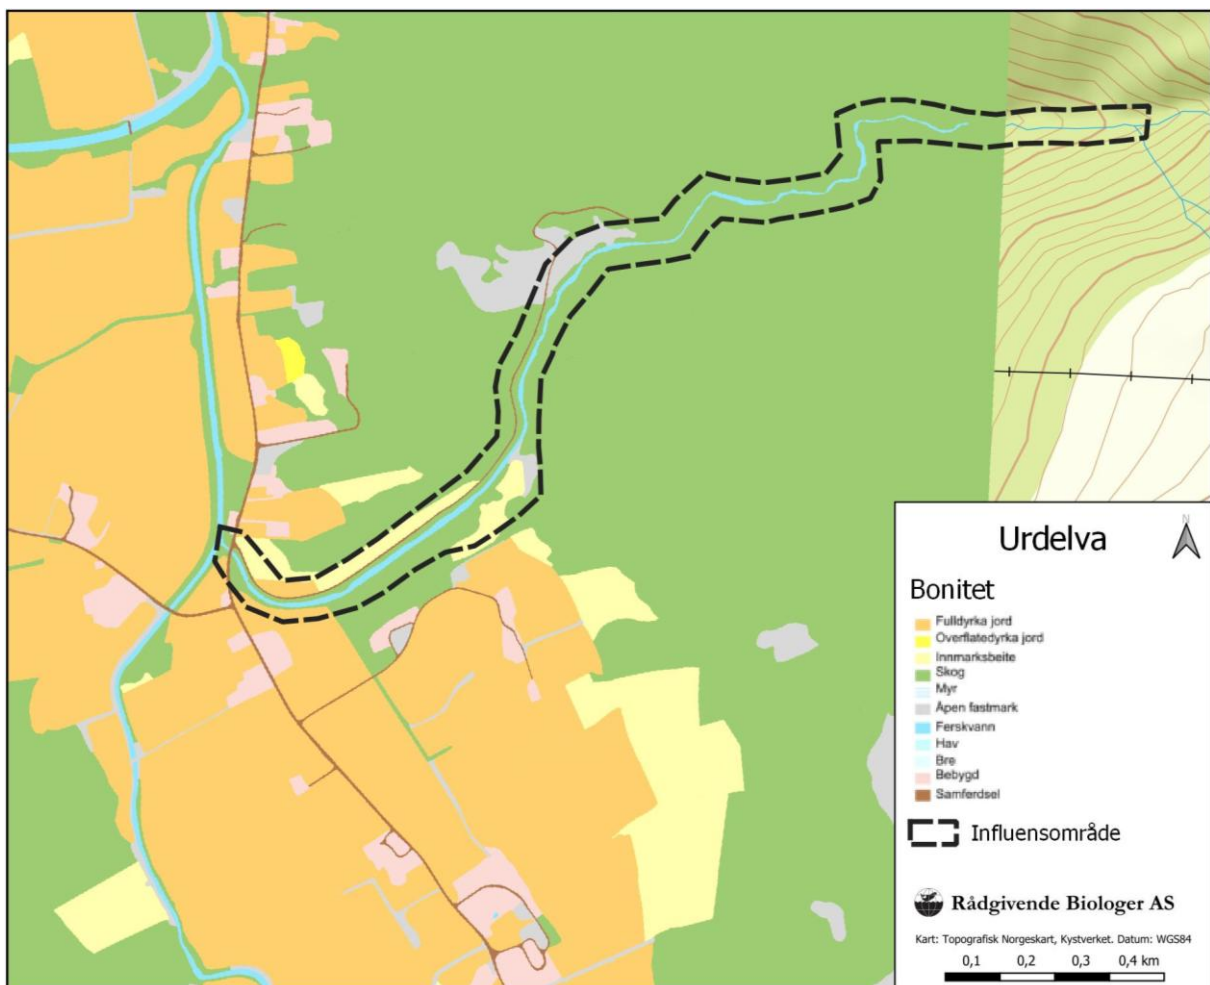 N
Urdelva
Bonitet
Fulldyrka jord
Overflatedyrka jord
Innmarksbeite
Skog
Myr
Åpen fastmark
Ferskvann
Hav
Bre
Bebygd
Samferdsel
Influensområde
Rådgivende Biologer AS
Kart: Topografisk Norgeskart, Kystverket. Datum: WGS84
0,1 0,2 0,3 0,4 km